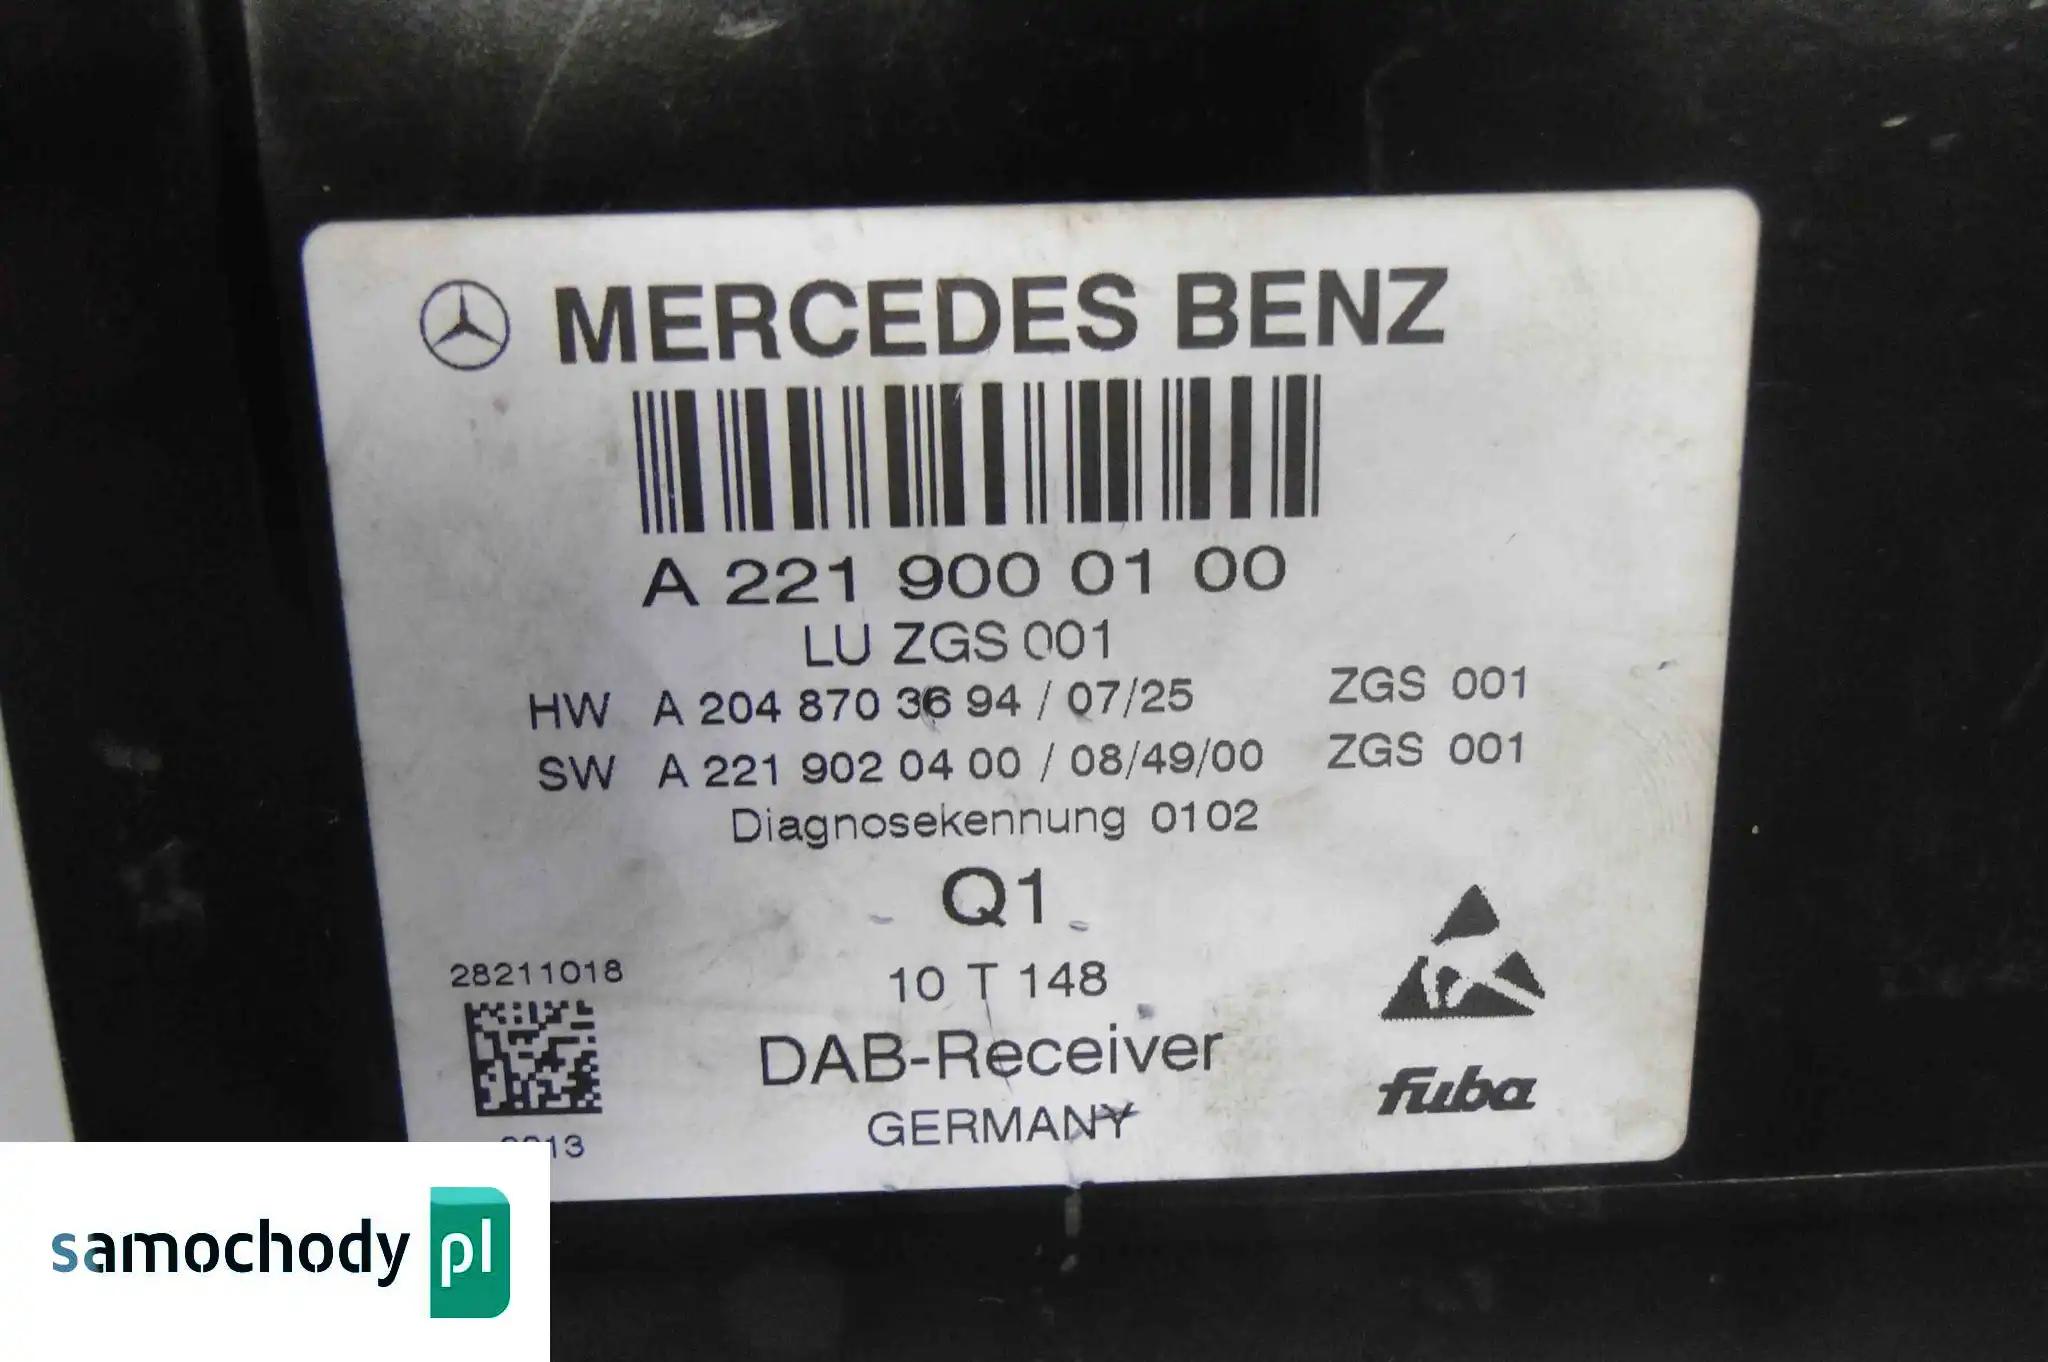 MERCEDES BENZ
A 221 900 01 00
LU ZGS 001
HW A 204 870 36 94 / 07/25 ZGS 001
SW A 221 902 04 00 / 08/49/00 ZGS 001
Diagnosekennung 0102
Q1
28211018
10 T 148
DAB-Receiver
fuba
GERMANY
samochody pl